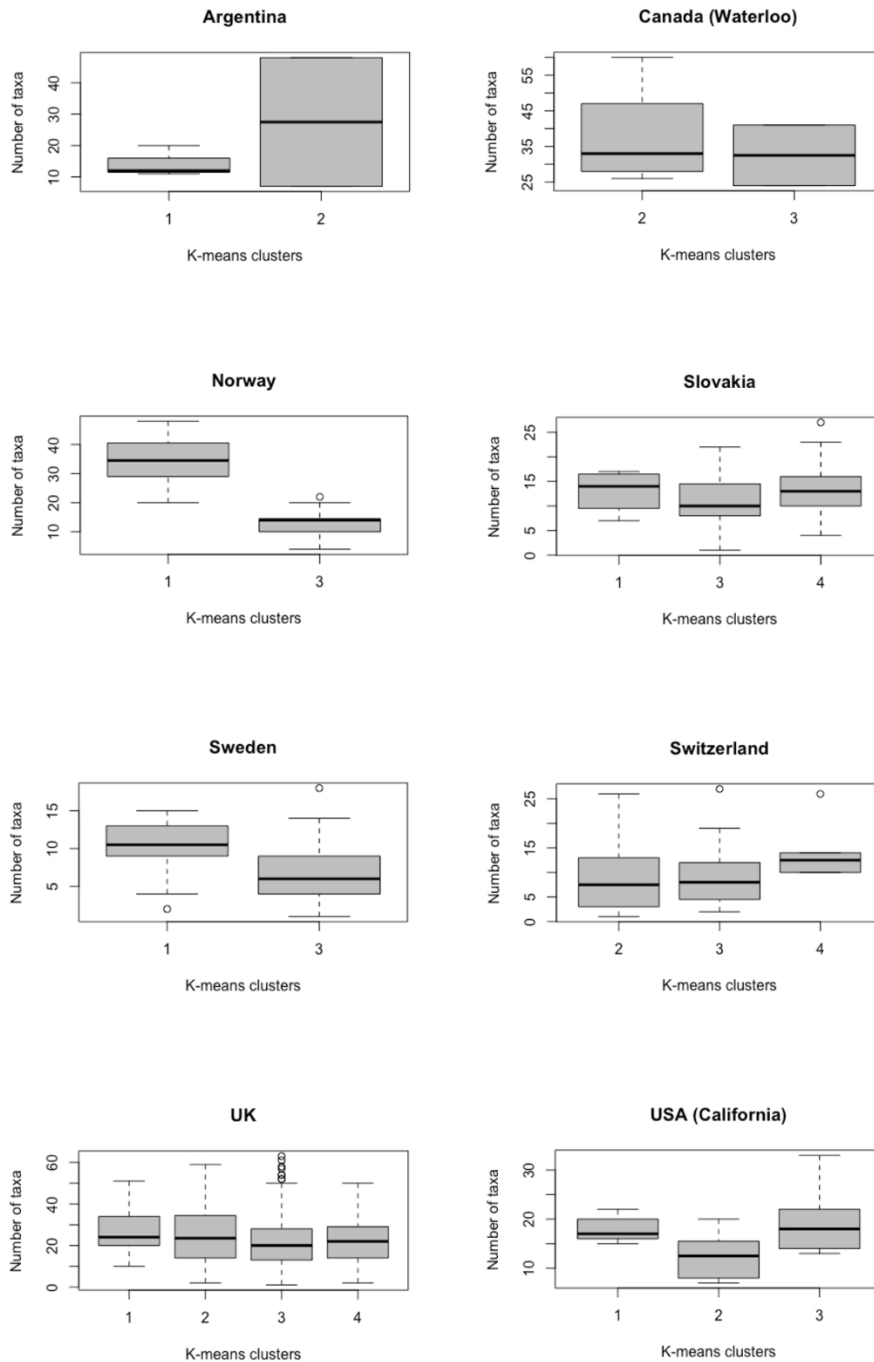 Argentina
Number of taxa
40
30
20
10
1 2
K-means clusters
Canada (Waterloo)
Number of taxa
55
45
35
25
2 3
K-means clusters
Norway
Number of taxa
40
30
20
10
1 3
K-means clusters
Slovakia
Number of taxa
25
15
5
0
1 3 4
K-means clusters
Sweden
Number of taxa
15
10
5
1 3
K-means clusters
Switzerland
Number of taxa
25
15
5
0
2 3 4
K-means clusters
UK
Number of taxa
60
40
20
0
1 2 3 4
K-means clusters
USA (California)
Number of taxa
30
20
10
1 2 3
K-means clusters